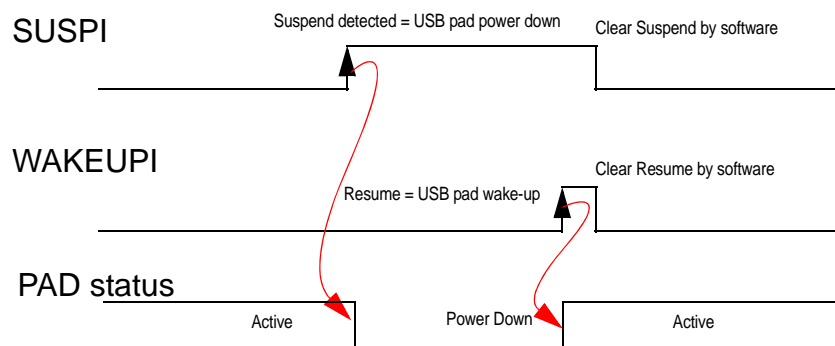 SUSPI
Suspend detected = USB pad power down
Clear Suspend by software
WAKEUPI
Clear Resume by software
Resume = USB pad wake-up
PAD status
Active
Power Down
Active